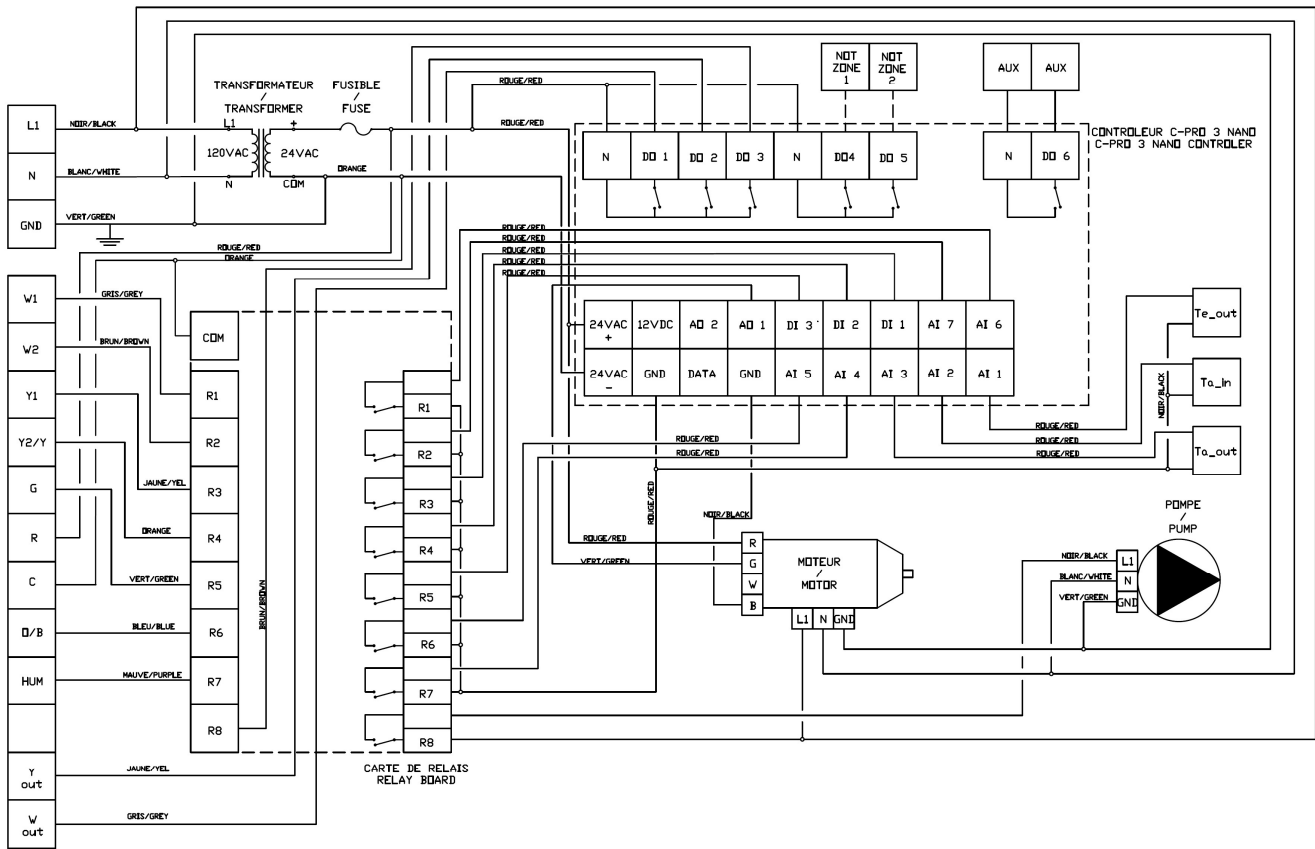 L1
N
GND
NOIR/BLACK
BLANC/WHITE
VERT/GREEN
TRANSFORMATEUR
/
TRANSFORMER
L1
+
120VAC
24VAC
N
COM
FUSIBLE
/
FUSE
ROUGE/RED
ROUGE/RED
ORANGE
ROUGE/RED
ORANGE
NOT
ZONE
1
NOT
ZONE
2
AUX
AUX
CONTROLEUR C-PRO 3 NANO
C-PRO 3 NANO CONTROLER
N
DO 1
DO 2
DO 3
N
DO4
DO 5
N
DO 6
ROUGE/RED
ROUGE/RED
ROUGE/RED
ROUGE/RED
ROUGE/RED
24VAC
+
12VDC
AO 2
AO 1
DI 3
DI 2
DI 1
AI 7
AI 6
24VAC
-
GND
DATA
GND
AI 5
AI 4
AI 3
AI 2
AI 1
Te_out
Ta_in
Ta_out
NOIR/BLACK
ROUGE/RED
ROUGE/RED
ROUGE/RED
ROUGE/RED
ROUGE/RED
ROUGE/RED
NOIR/BLACK
W1
W2
Y1
Y2/Y
G
R
C
O/B
HUM
Y
out
W
out
GRIS/GREY
BRUN/BROWN
JAUNE/YEL
ORANGE
VERT/GREEN
BLEU/BLUE
MAUVE/PURPLE
JAUNE/YEL
GRIS/GREY
COM
R1
R2
R3
R4
R5
R6
R7
R8
BRUN/BROWN
R1
R2
R3
R4
R5
R6
R7
R8
CARTE DE RELAIS
RELAY BOARD
ROUGE/RED
VERT/GREEN
R
G
W
B
MOTEUR
/
MOTOR
L1
N
GND
POMPE
/
PUMP
NOIR/BLACK
BLANC/WHITE
VERT/GREEN
L1
N
GND